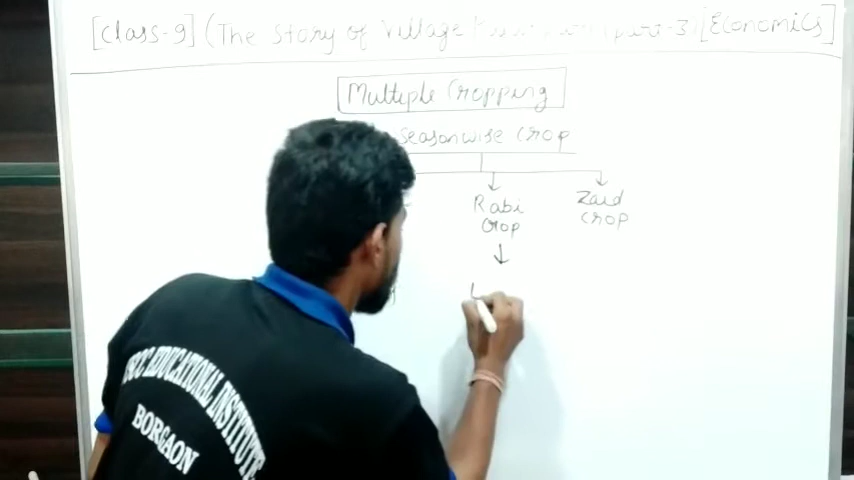 [Class-9] (The Story of Village part-3) [Economics]
Multiple Cropping
Seasonwise Crop
Rabi
Crop
Zaid
Crop
EDUCATIONAL INSTITUTE
BORGAON